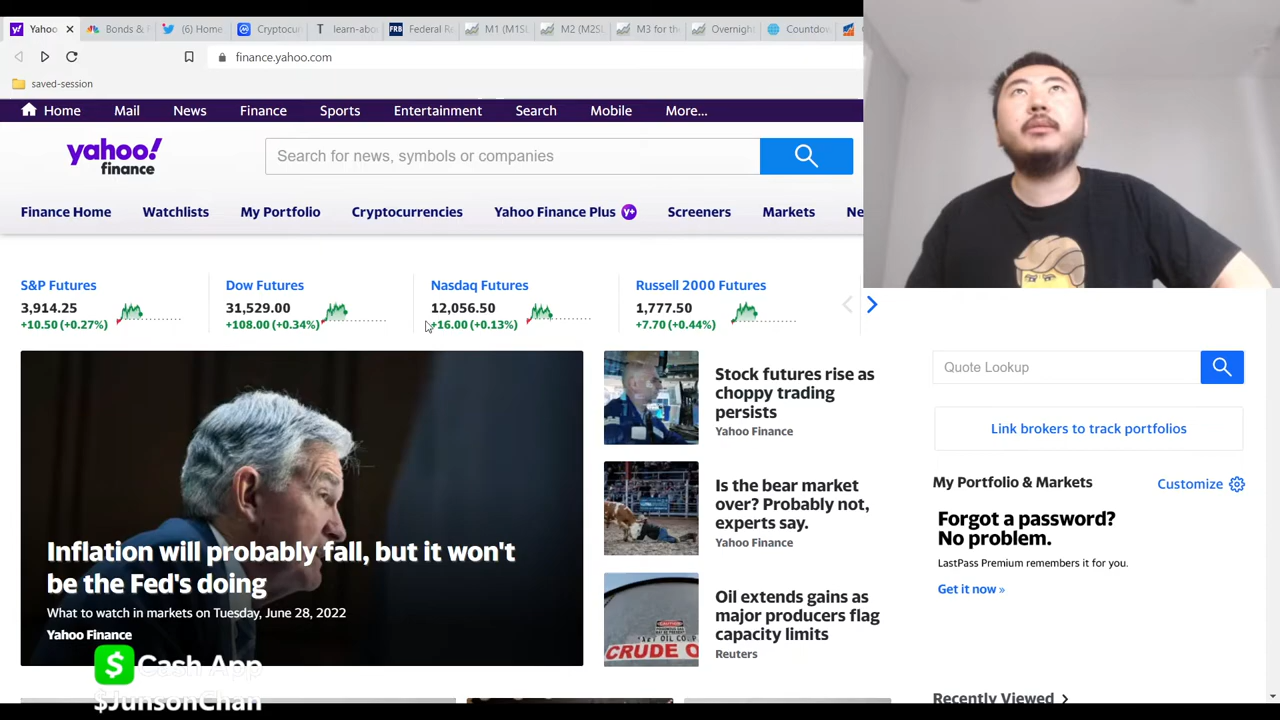 Yahoo
Bonds &
(6) Home
Cryptocur
learn-abo
FRB
Federal Re
M1 (M1SL
M2 (M2SL
M3 for the
Overnight
Countdow
finance.yahoo.com
saved-session
Home
Mail
News
Finance
Sports
Entertainment
Search
Mobile
More...
yahoo!
finance
Search for news, symbols or companies
Finance Home
Watchlists
My Portfolio
Cryptocurrencies
Yahoo Finance Plus
y+
Screeners
Markets
Ne
S&P Futures
3,914.25
+10.50 (+0.27%)
Dow Futures
31,529.00
+108.00 (+0.34%)
Nasdaq Futures
12,056.50
+16.00 (+0.13%)
Russell 2000 Futures
1,777.50
+7.70 (+0.44%)
Inflation will probably fall, but it won't
be the Fed's doing
What to watch in markets on Tuesday, June 28, 2022
Yahoo Finance
Stock futures rise as
choppy trading
persists
Yahoo Finance
Is the bear market
over? Probably not,
experts say.
Yahoo Finance
Oil extends gains as
major producers flag
capacity limits
Reuters
CRUDE O
Quote Lookup
Link brokers to track portfolios
My Portfolio & Markets
Customize
Forgot a password?
No problem.
LastPass Premium remembers it for you.
Get it now »
Recently Viewed
$ Cash App
$JunsonChan